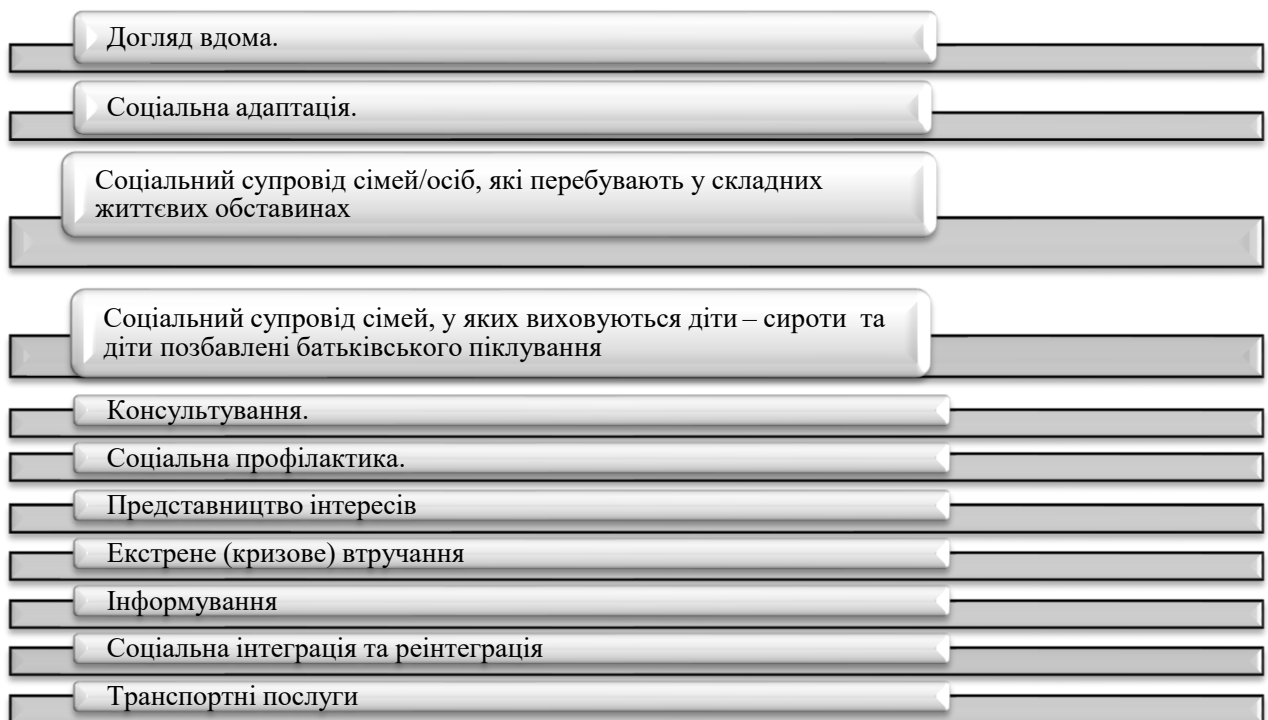 Догляд вдома.
Соціальна адаптація.
Соціальний супровід сімей/осіб, які перебувають у складних
життєвих обставинах
Соціальний супровід сімей, у яких виховуються діти – сироти та
діти позбавлені батьківського піклування
Консультування.
Соціальна профілактика.
Представництво інтересів
Екстрене (кризове) втручання
Інформування
Соціальна інтеграція та реінтеграція
Транспортні послуги